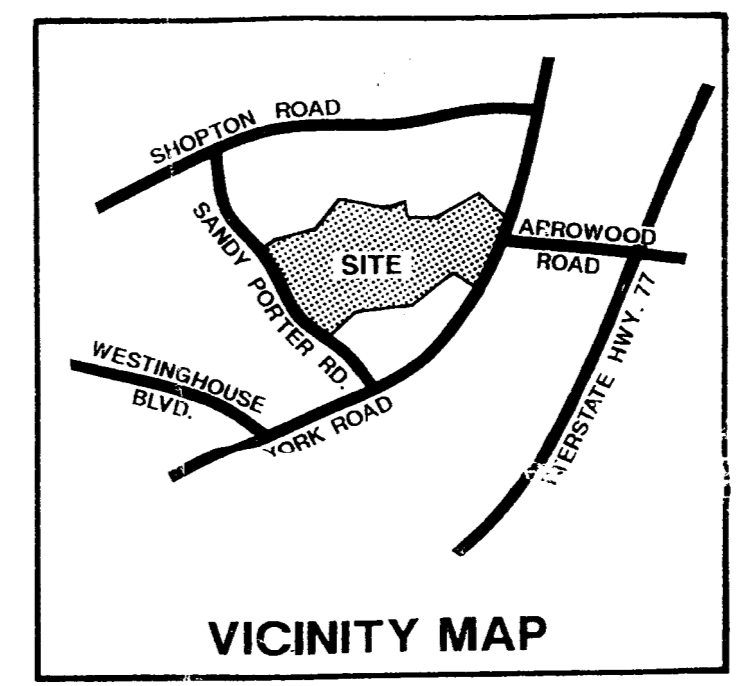 SHOPTON ROAD
SANDY PORTER RD.
SITE
ARROWOOD
ROAD
INTERSTATE HWY. 77
WESTINGHOUSE
BLVD.
YORK ROAD
VICINITY MAP